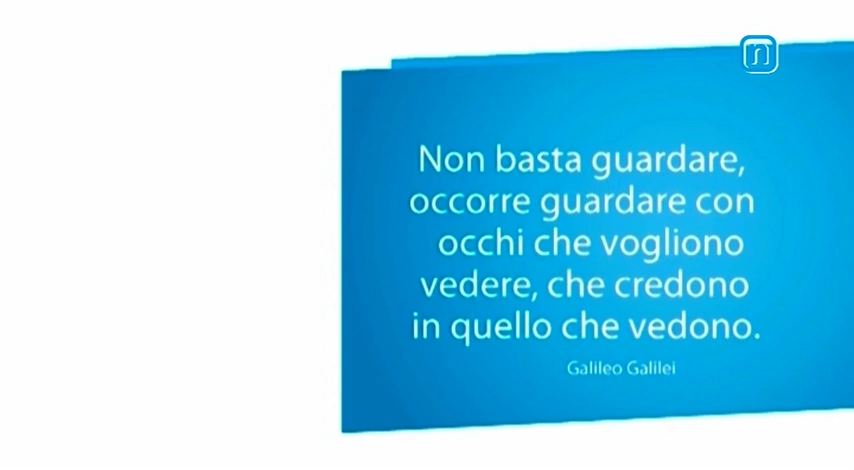 n
Non basta guardare,
occorre guardare con
occhi che vogliono
vedere, che credono
in quello che vedono.
Galileo Galilei